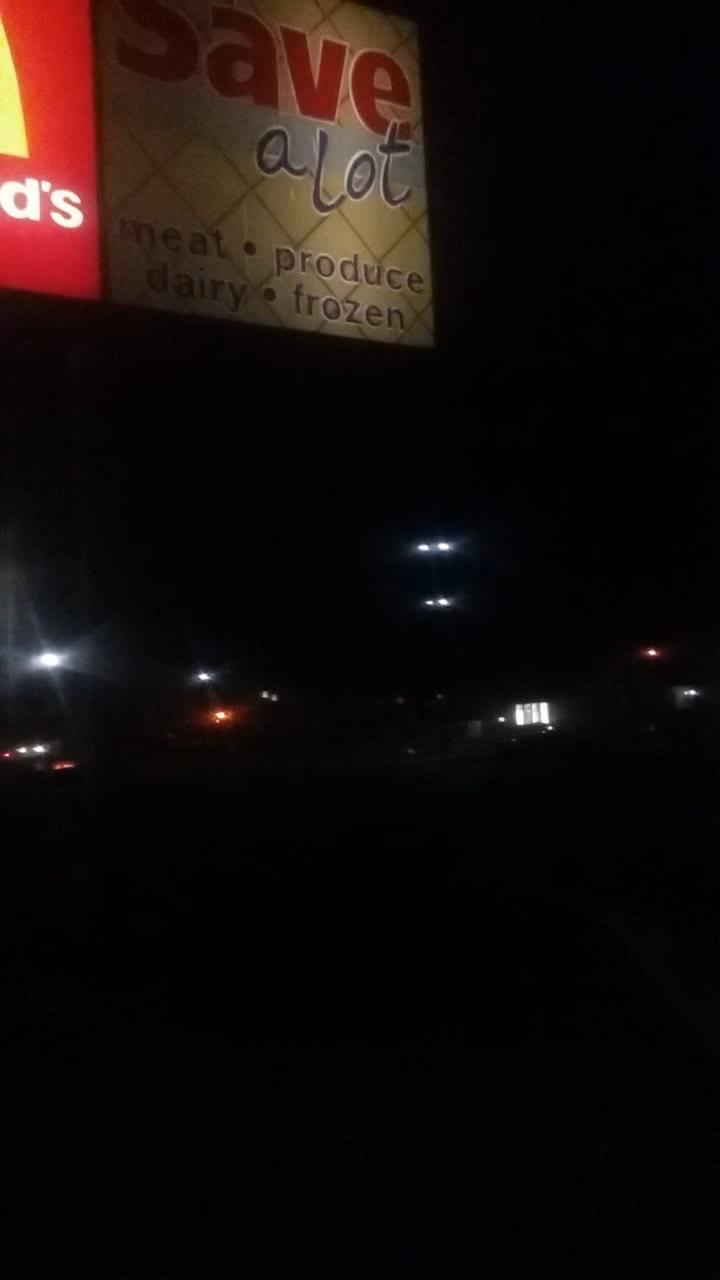 d's
save
a lot
meat • produce
dairy • frozen